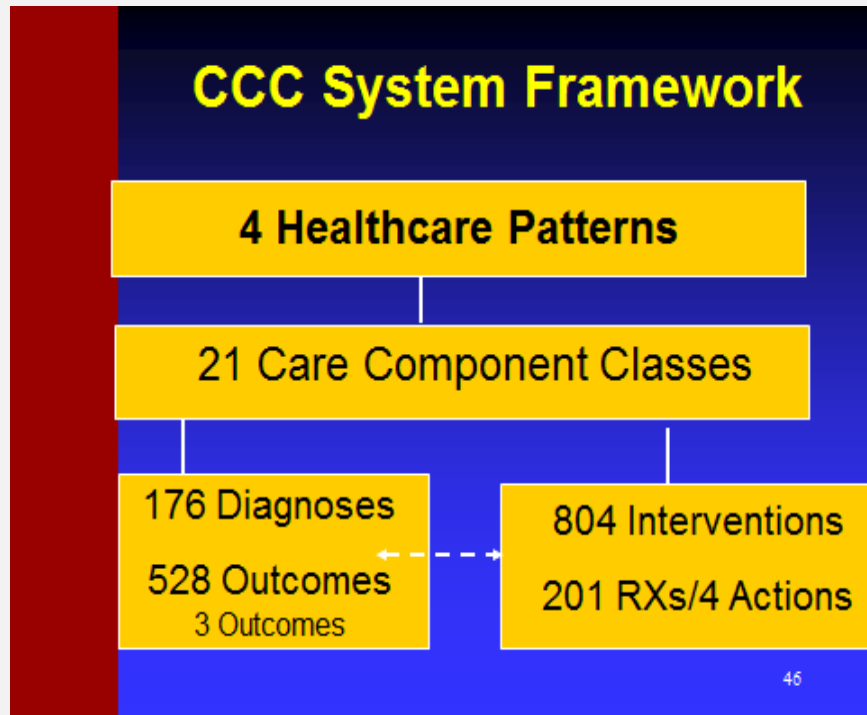 CCC System Framework
4 Healthcare Patterns
21 Care Component Classes
176 Diagnoses
528 Outcomes
3 Outcomes
804 Interventions
201 RXs/4 Actions
46